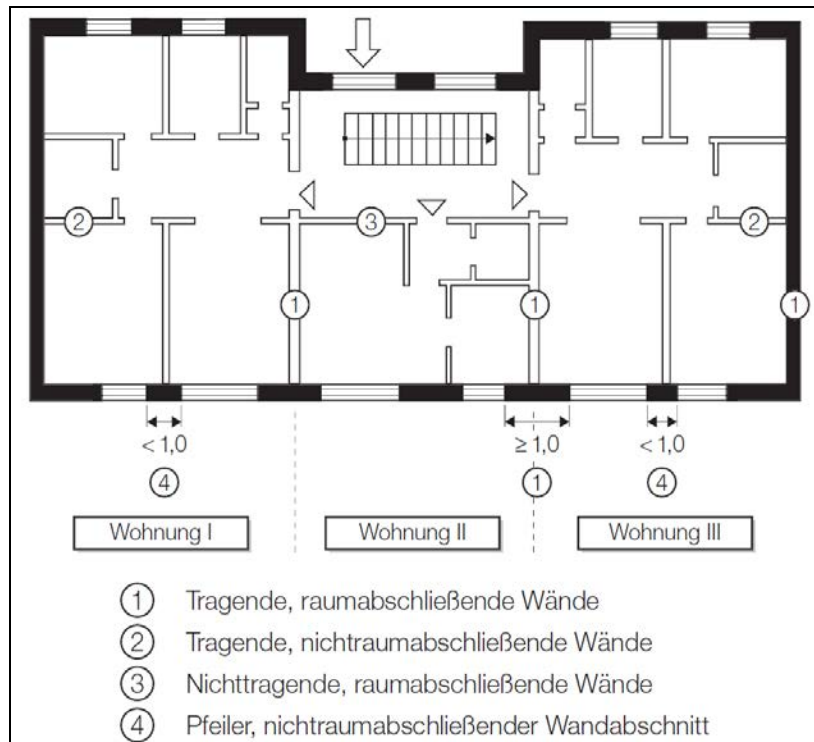 2
3
2
1
1
1
< 1,0
≥ 1,0
< 1,0
4
1
4
Wohnung I
Wohnung II
Wohnung III
1 Tragende, raumabschließende Wände
2 Tragende, nichtraumabschließende Wände
3 Nichttragende, raumabschließende Wände
4 Pfeiler, nichtraumabschließender Wandabschnitt